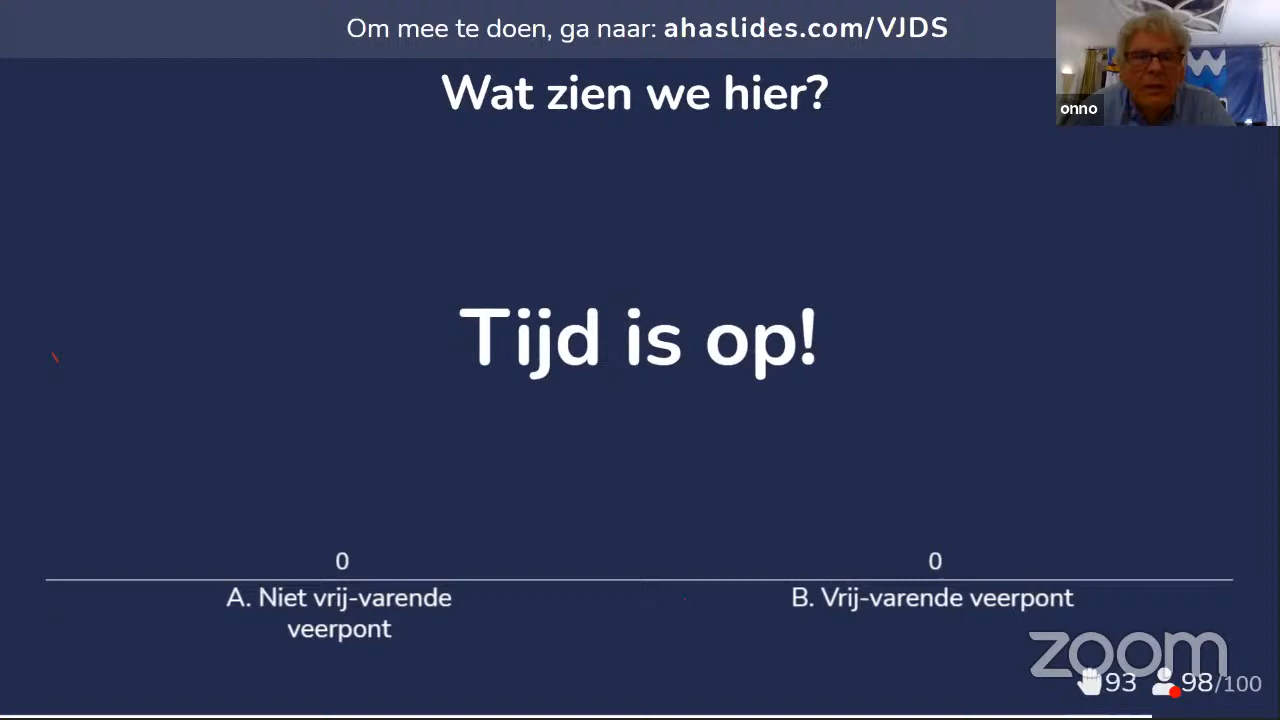 Om mee te doen, ga naar: ahaslides.com/VJDS
Wat zien we hier?
onno
Tijd is op!
0
0
A. Niet vrij-varende
veerpont
B. Vrij-varende veerpont
zoom
93 98/100